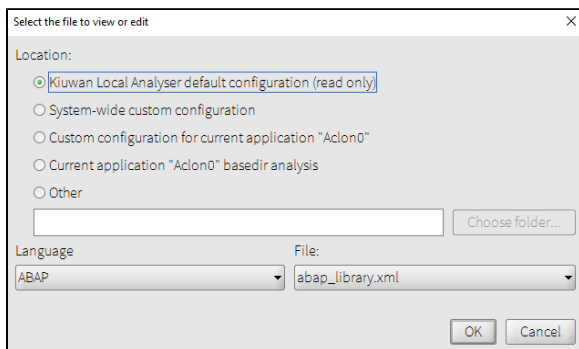 Select the file to view or edit
Location:
Kiuwan Local Analyser default configuration (read only)
System-wide custom configuration
Custom configuration for current application "Aclon0"
Current application "Aclon0" basedir analysis
Other
Choose folder...
Language File:
ABAP abap_library.xml
OK Cancel